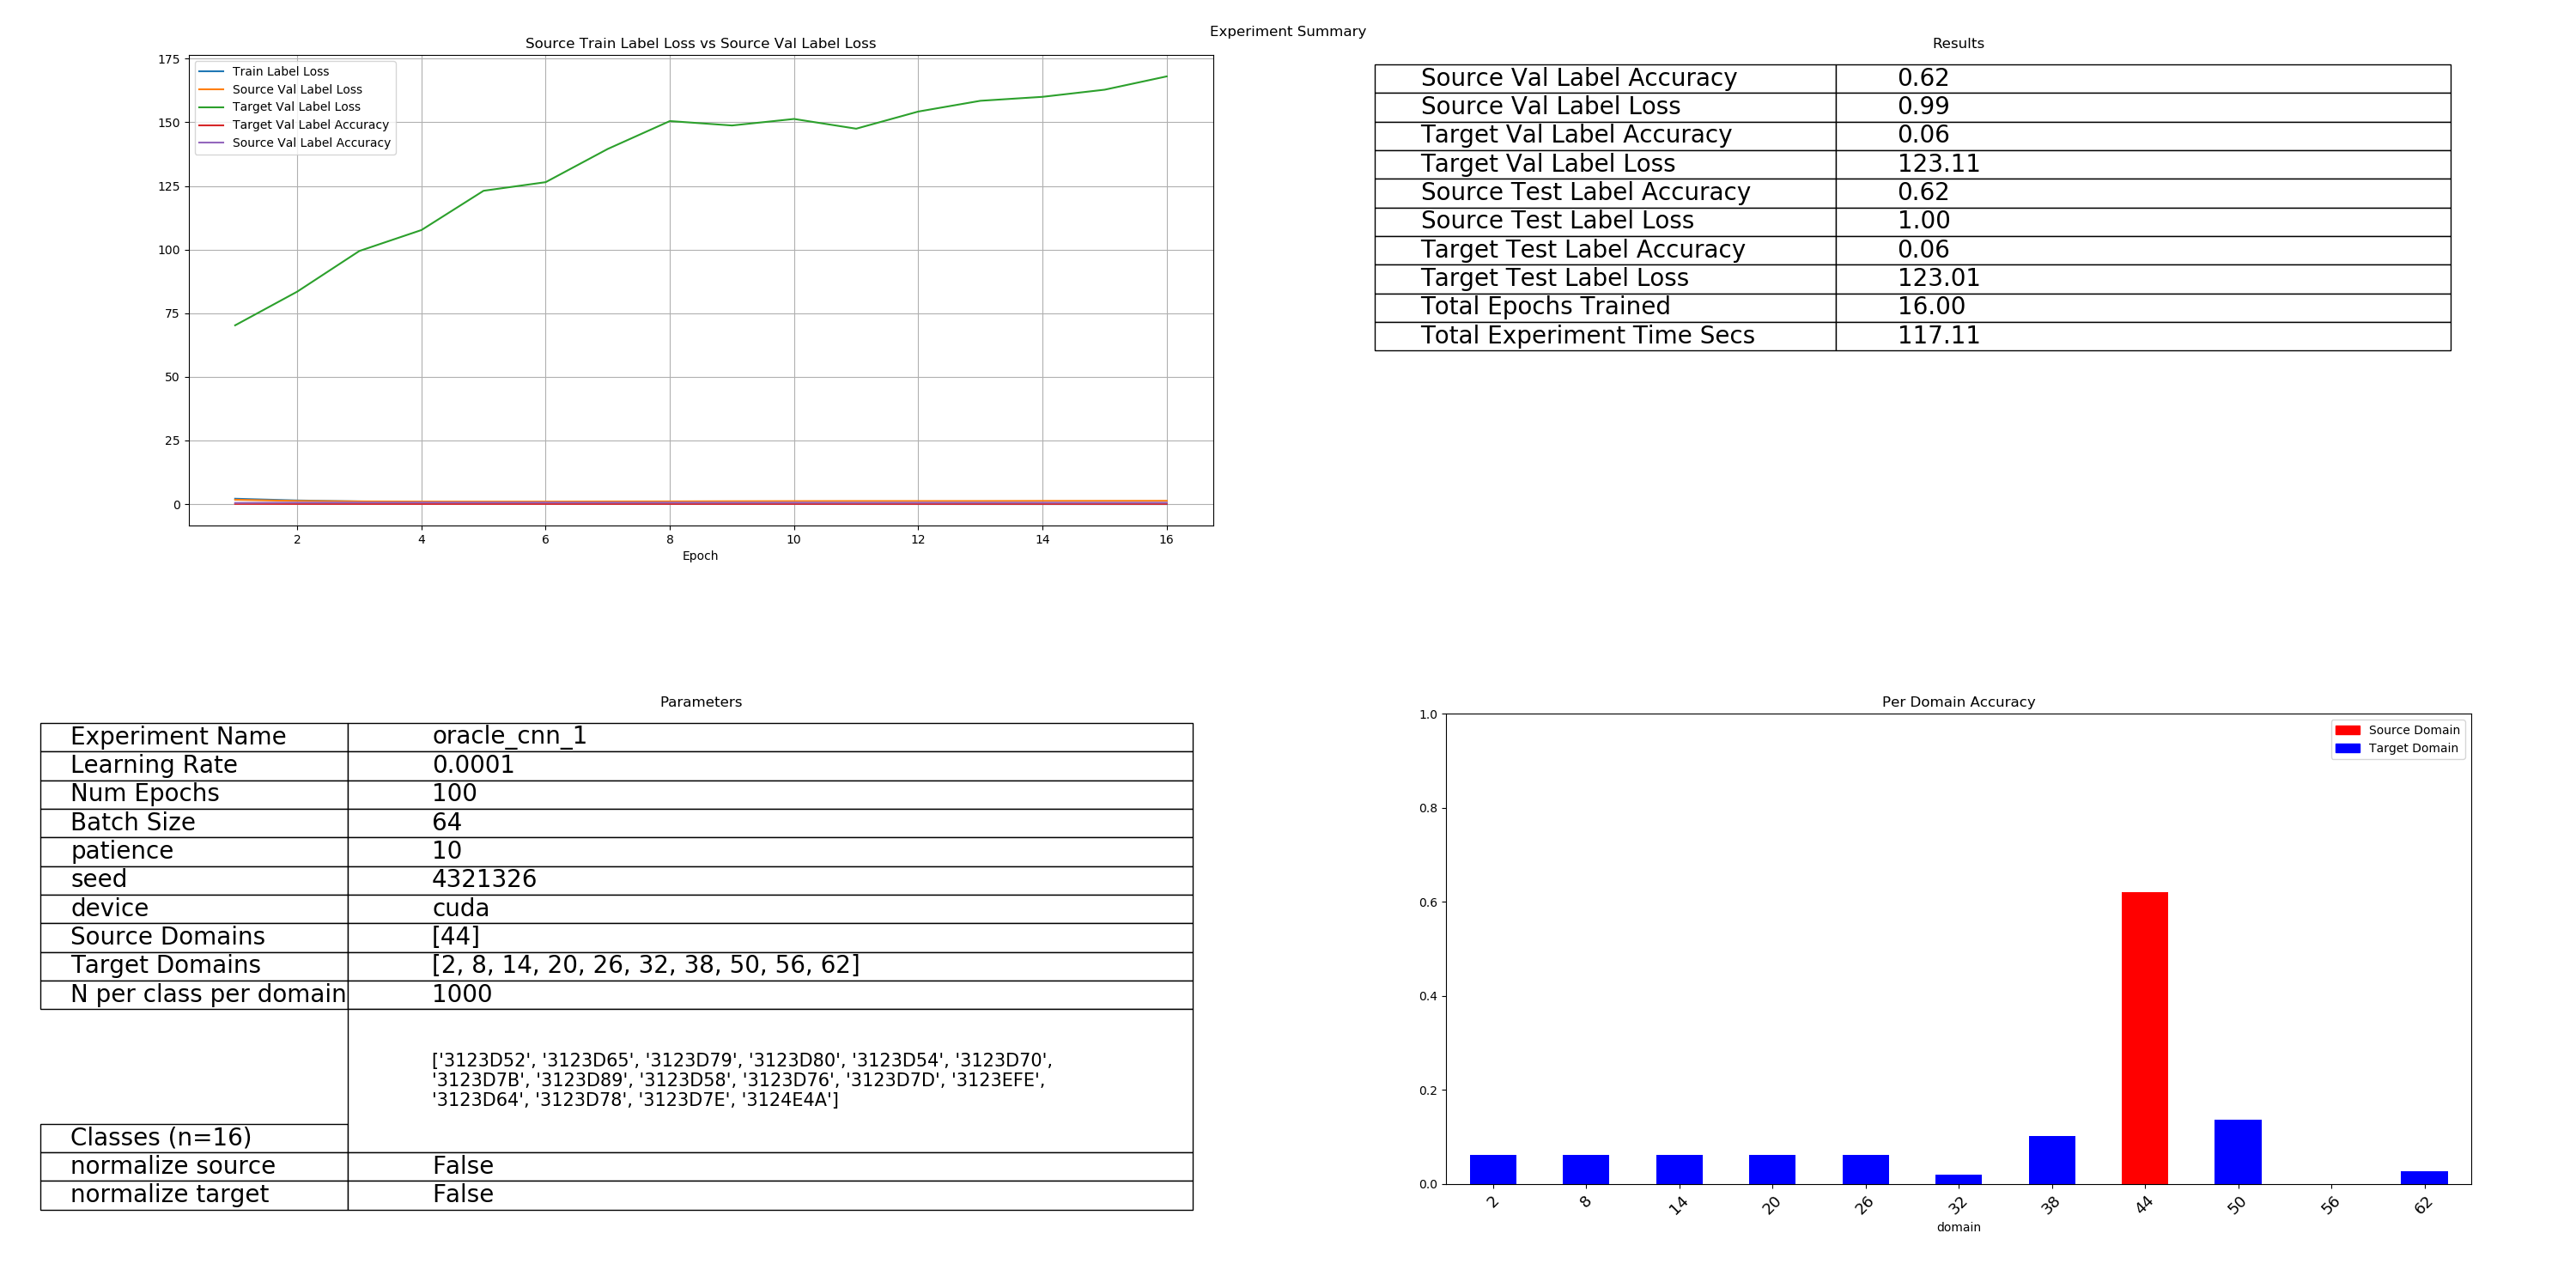 Experiment Summary
Source Train Label Loss vs Source Val Label Loss
175
150
125
100
75
50
25
0
Train Label Loss
Source Val Label Loss
Target Val Label Loss
Target Val Label Accuracy
Source Val Label Accuracy
2 4 6 8 10 12 14 16
Epoch
Results
Source Val Label Accuracy 0.62
Source Val Label Loss 0.99
Target Val Label Accuracy 0.06
Target Val Label Loss 123.11
Source Test Label Accuracy 0.62
Source Test Label Loss 1.00
Target Test Label Accuracy 0.06
Target Test Label Loss 123.01
Total Epochs Trained 16.00
Total Experiment Time Secs 117.11
Parameters
Experiment Name oracle_cnn_1
Learning Rate 0.0001
Num Epochs 100
Batch Size 64
patience 10
seed 4321326
device cuda
Source Domains [44]
Target Domains [2, 8, 14, 20, 26, 32, 38, 50, 56, 62]
N per class per domain 1000
['3123D52', '3123D65', '3123D79', '3123D80', '3123D54', '3123D70',
'3123D7B', '3123D89', '3123D58', '3123D76', '3123D7D', '3123EFE',
'3123D64', '3123D78', '3123D7E', '3124E4A']
Classes (n=16)
normalize source False
normalize target False
Per Domain Accuracy
1.0
0.8
0.6
0.4
0.2
0.0
Source Domain
Target Domain
2 8 14 20 26 32 38 44 50 56 62
domain